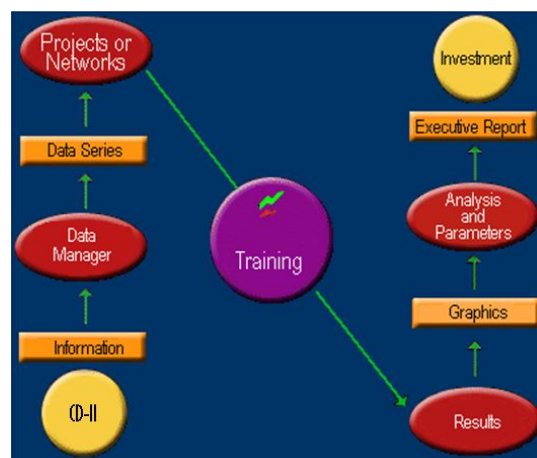 Projects or
Networks
Data Series
Data
Manager
Information
Training
Investment
Executive Report
Analysis
and
Parameters
Graphics
Results